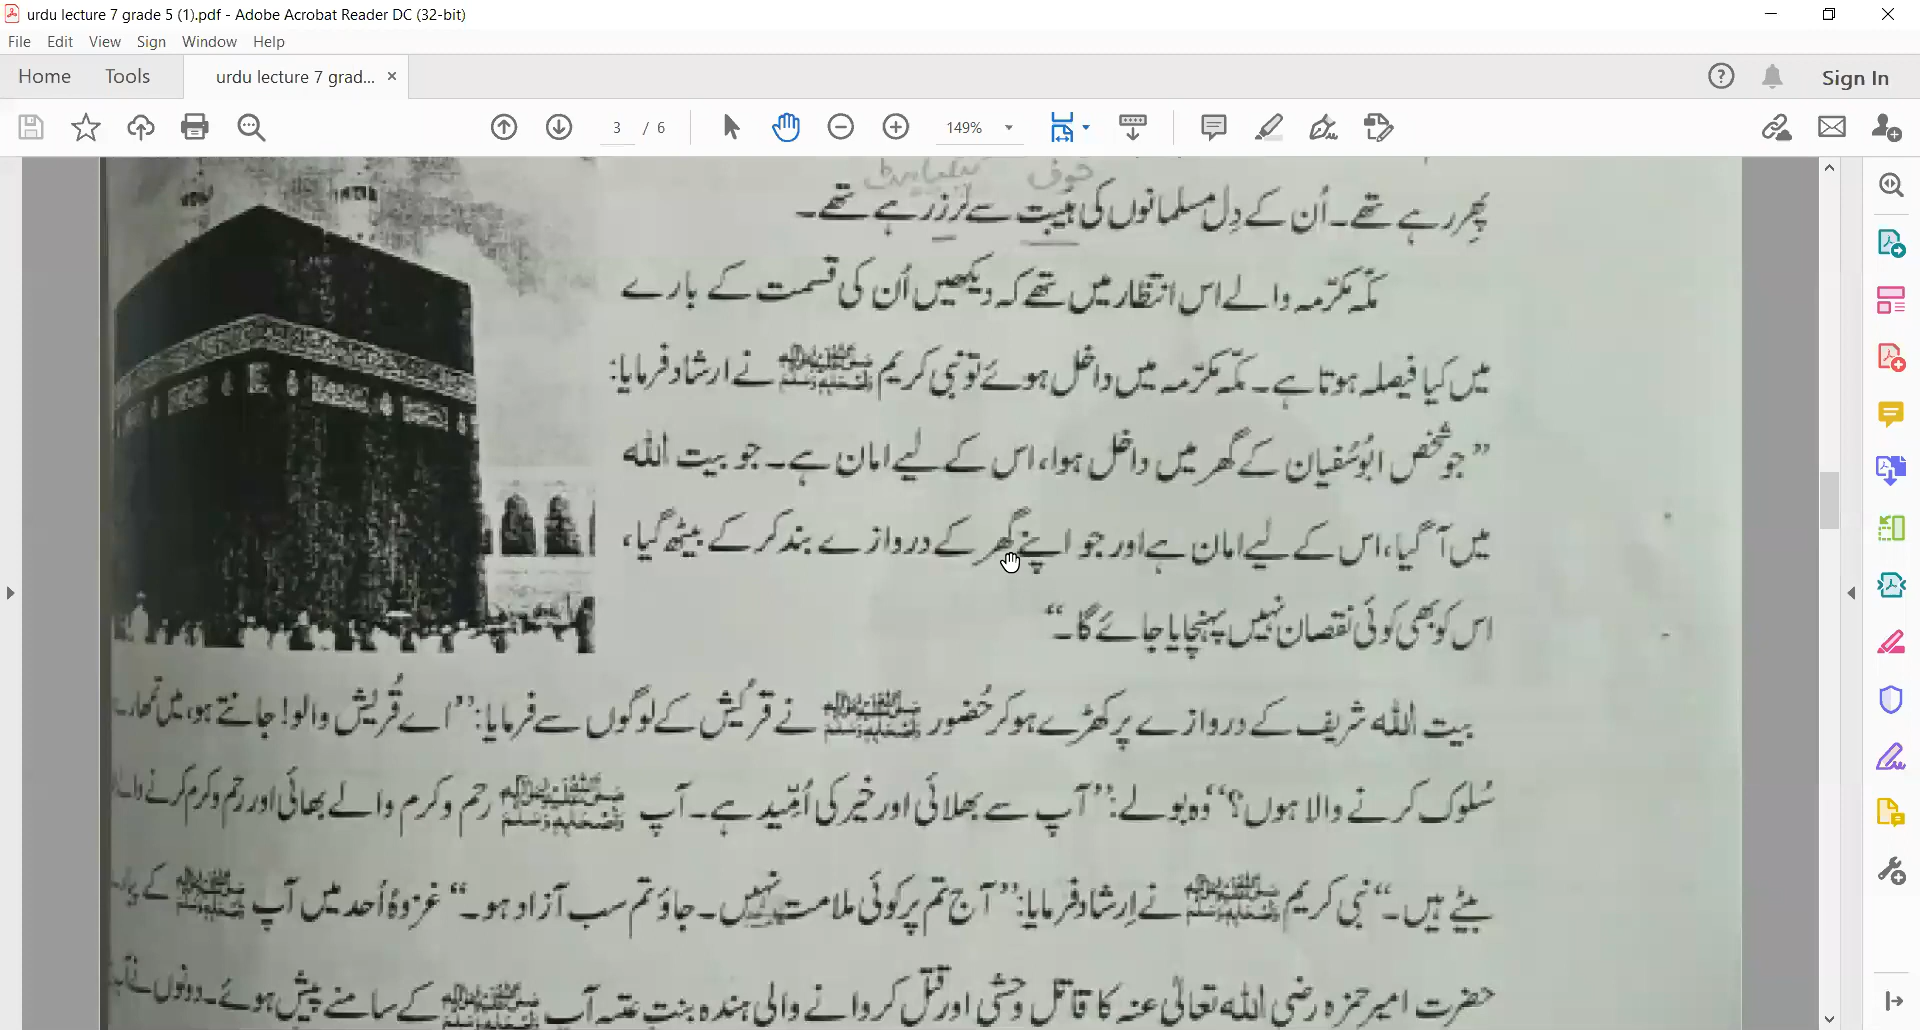 urdu lecture 7 grade 5 (1).pdf - Adobe Acrobat Reader DC (32-bit)
File Edit View Sign Window Help
Home Tools urdu lecture 7 grad... × Sign In
3 / 6 149%
خوف کپکپاہٹ
پھر رہے تھے۔ اُن کے دِل مسلمانوں کی ہیبت سے لرز رہے تھے۔
مکّہ مکرّمہ والے اس انتظار میں تھے کہ دیکھیں اُن کی قسمت کے بارے
میں کیا فیصلہ ہوتا ہے۔ مکّہ مکرّمہ میں داخل ہوئے تو نبی کریم ﷺ نے ارشاد فرمایا:
”جو شخص ابوسُفیان کے گھر میں داخل ہوا، اس کے لیے امان ہے۔ جو بیت اللہ
میں آ گیا، اس کے لیے امان ہے اور جو اپنے گھر کے دروازے بند کر کے بیٹھ گیا،
اس کو بھی کوئی نقصان نہیں پہنچایا جائے گا۔“
بیت اللہ شریف کے دروازے پر کھڑے ہو کر حُضور ﷺ نے قریش کے لوگوں سے فرمایا: ”اے قُریش والو! جانتے ہو، میں تمھارے
سُلوک کرنے والا ہوں؟“ وہ بولے: ”آپ سے بھلائی اور خیر کی اُمّید ہے۔ آپ ﷺ رحم و کرم والے بھائی اور رحم و کرم کرنے والے
بیٹے ہیں۔“ نبی کریم ﷺ نے اِرشاد فرمایا: ”آج تم پر کوئی ملامت نہیں۔ جاؤ تم سب آزاد ہو۔“ غزوۂ اُحد میں آپ ﷺ کے
حضرت امیر حمزہ رضی اللہ تعالیٰ عنہ کا قاتل وحشی اور قتل کروانے والی ہندہ بنتِ عتبہ آپ ﷺ کے سامنے پیش ہوئے۔ دونوں نے